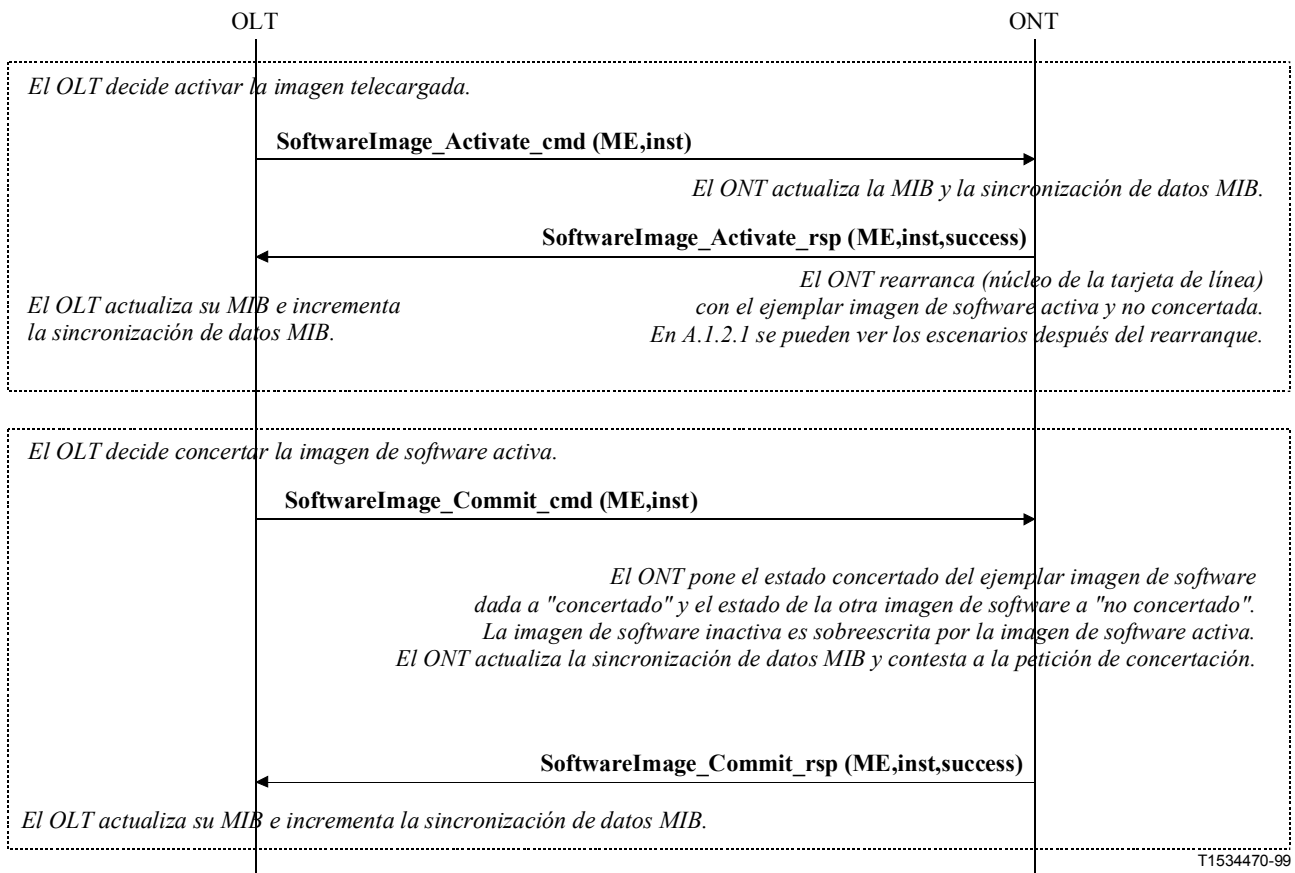 OLT
ONT
El OLT decide activar la imagen telecargada.
SoftwareImage_Activate_cmd (ME,inst)
El ONT actualiza la MIB y la sincronización de datos MIB.
SoftwareImage_Activate_rsp (ME,inst,success)
El OLT actualiza su MIB e incrementa
la sincronización de datos MIB.
El ONT rearranca (núcleo de la tarjeta de línea)
con el ejemplar imagen de software activa y no concertada.
En A.1.2.1 se pueden ver los escenarios después del rearranque.
El OLT decide concertar la imagen de software activa.
SoftwareImage_Commit_cmd (ME,inst)
El ONT pone el estado concertado del ejemplar imagen de software
dada a "concertado" y el estado de la otra imagen de software a "no concertado".
La imagen de software inactiva es sobreescrita por la imagen de software activa.
El ONT actualiza la sincronización de datos MIB y contesta a la petición de concertación.
SoftwareImage_Commit_rsp (ME,inst,success)
El OLT actualiza su MIB e incrementa la sincronización de datos MIB.
T1534470-99